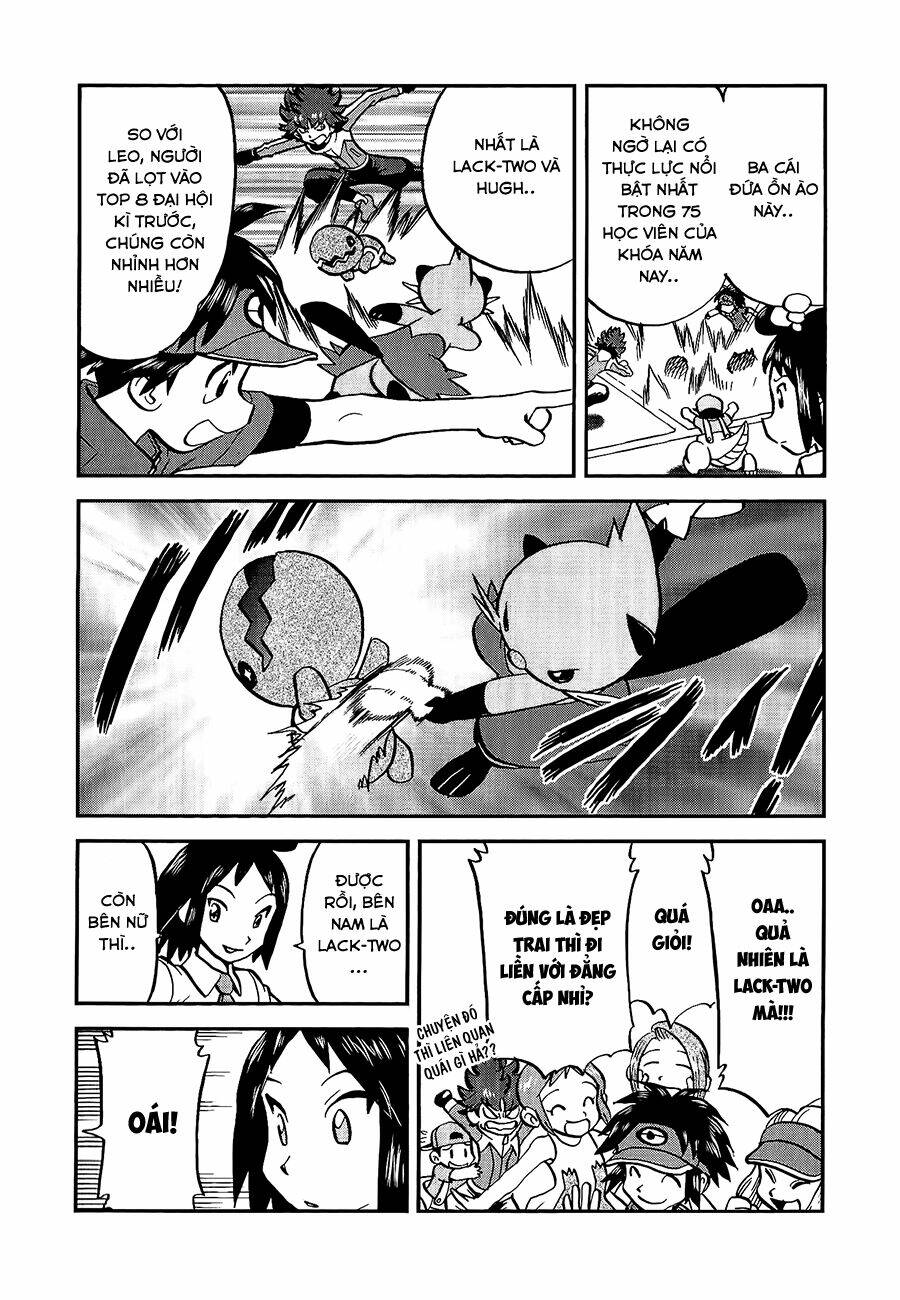 BA CÁI
ĐỨA ỒN ÀO
NÀY..
KHÔNG
NGỜ LẠI CÓ
THỰC LỰC NỔI
BẬT NHẤT
TRONG 75
HỌC VIÊN CỦA
KHÓA NĂM
NAY..
NHẤT LÀ
LACK-TWO VÀ
HUGH..
SO VỚI
LEO, NGƯỜI
ĐÃ LỌT VÀO
TOP 8 ĐẠI HỘI
KÌ TRƯỚC,
CHÚNG CÒN
NHỈNH HƠN
NHIỀU!
OAA..
QUẢ
NHIÊN LÀ
LACK-TWO
MÀ!!!
QUÁ
GIỎI!
ĐÚNG LÀ ĐẸP
TRAI THÌ ĐI
LIỀN VỚI ĐẲNG
CẤP NHỈ?
CHUYỆN ĐÓ
THÌ LIÊN QUAN
QUÁI GÌ HẢ??
ĐƯỢC
RỒI, BÊN
NAM LÀ
LACK-TWO
...
CÒN
BÊN NỮ
THÌ..
OÁI!